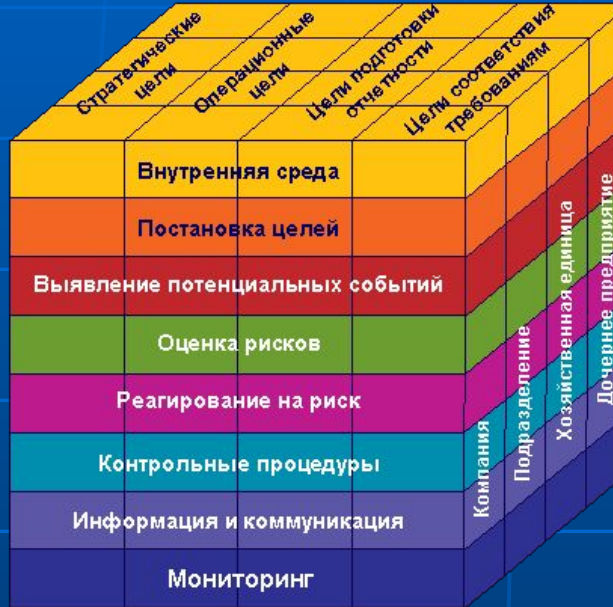 Стратегические
цели
Операционные
цели
Цели подготовки
отчетности
Цели соответствия
требованиям
Внутренняя среда
Постановка целей
Выявление потенциальных событий
Оценка рисков
Реагирование на риск
Контрольные процедуры
Информация и коммуникация
Мониторинг
Компания
Подразделение
Хозяйственная единица
Дочернее предприятие